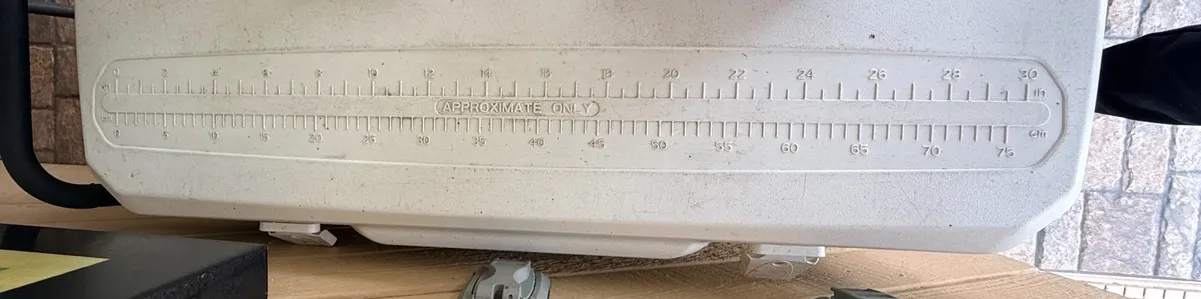 0 2 4 6 8 10 12 14 16 18 20 22 24 26 28 30
in in
APPROXIMATE ONLY
cm cm
0 5 10 15 20 25 30 35 40 45 50 55 60 65 70 75